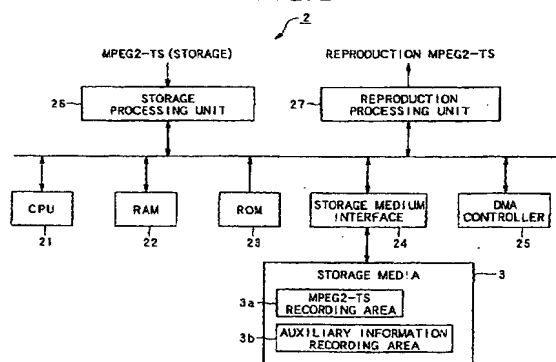 2
MPEG2-TS (STORAGE)
REPRODUCTION MPEG2-TS
26
STORAGE
PROCESSING UNIT
27
REPRODUCTION
PROCESSING UNIT
CPU
RAM
ROM
STORAGE MEDIUM
INTERFACE
DMA
CONTROLLER
21
22
23
24
25
STORAGE MEDIA
3
3a
MPEG2-TS
RECORDING AREA
3b
AUXILIARY INFORMATION
RECORDING AREA